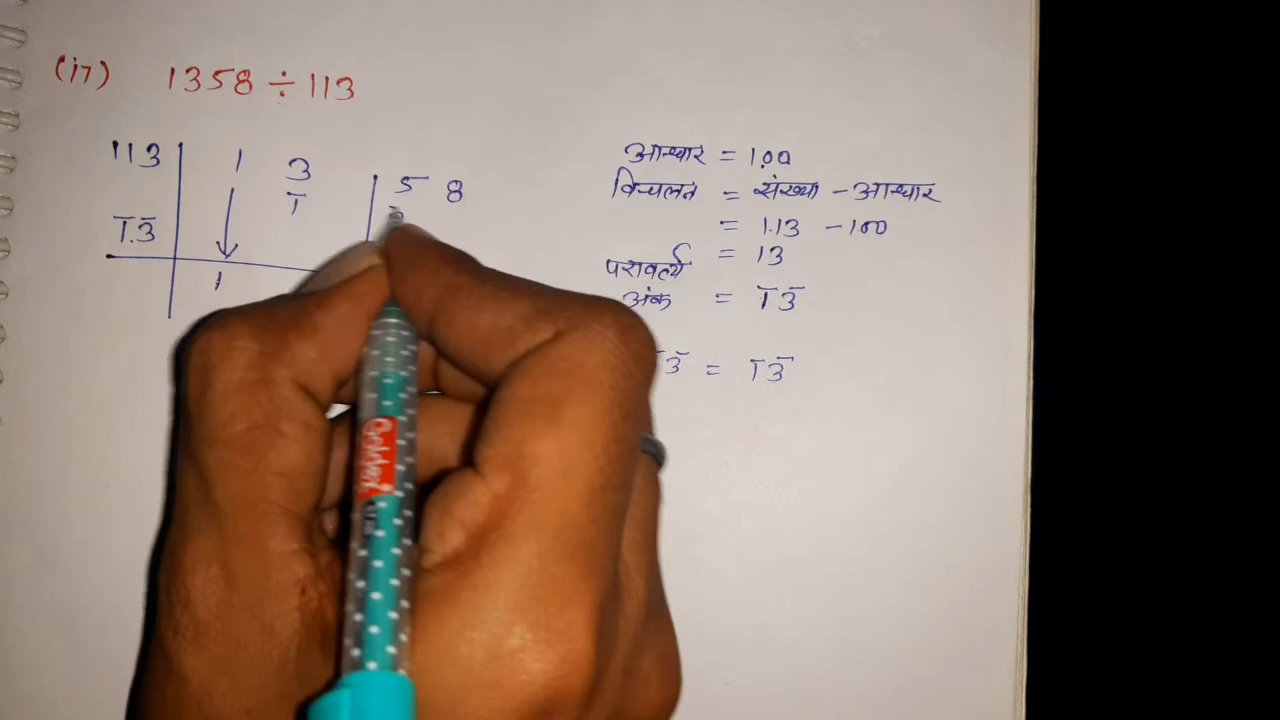 (iv) 1358 ÷ 113
113 1 3 5 8
1̅
1̅.3̅
1
आधार = 100
विचलन = संख्या - आधार
= 113 - 100
= 13
परावर्त्य
अंक = 1̅3̅
3̅ = 1̅3̅